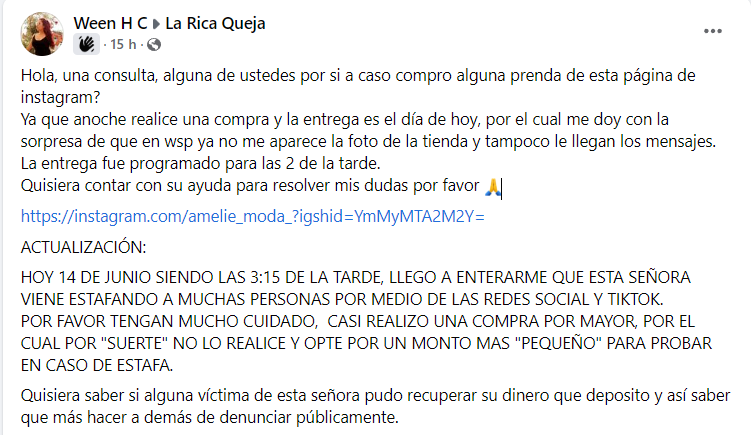 Ween H C ▸ La Rica Queja
· 15 h ·
Hola, una consulta, alguna de ustedes por si a caso compro alguna prenda de esta página de
instagram?
Ya que anoche realice una compra y la entrega es el día de hoy, por el cual me doy con la
sorpresa de que en wsp ya no me aparece la foto de la tienda y tampoco le llegan los mensajes.
La entrega fue programado para las 2 de la tarde.
Quisiera contar con su ayuda para resolver mis dudas por favor 🙏
https://instagram.com/amelie_moda_?igshid=YmMyMTA2M2Y=
ACTUALIZACIÓN:
HOY 14 DE JUNIO SIENDO LAS 3:15 DE LA TARDE, LLEGO A ENTERARME QUE ESTA SEÑORA
VIENE ESTAFANDO A MUCHAS PERSONAS POR MEDIO DE LAS REDES SOCIAL Y TIKTOK.
POR FAVOR TENGAN MUCHO CUIDADO, CASI REALIZO UNA COMPRA POR MAYOR, POR EL
CUAL POR "SUERTE" NO LO REALICE Y OPTE POR UN MONTO MAS "PEQUEÑO" PARA PROBAR
EN CASO DE ESTAFA.
Quisiera saber si alguna víctima de esta señora pudo recuperar su dinero que deposito y así saber
que más hacer a demás de denunciar públicamente.